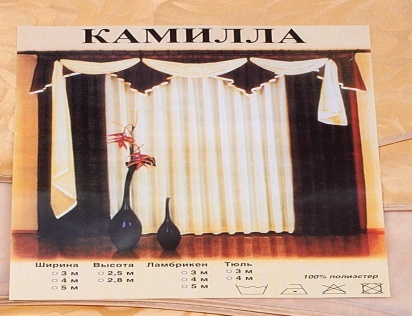 КАМИЛЛА
Ширина Высота Ламбрикен Тюль
3 м 2,5 м 3 м 3 м
4 м 2,8 м 4 м 4 м
5 м 5 м
100% полиэстер